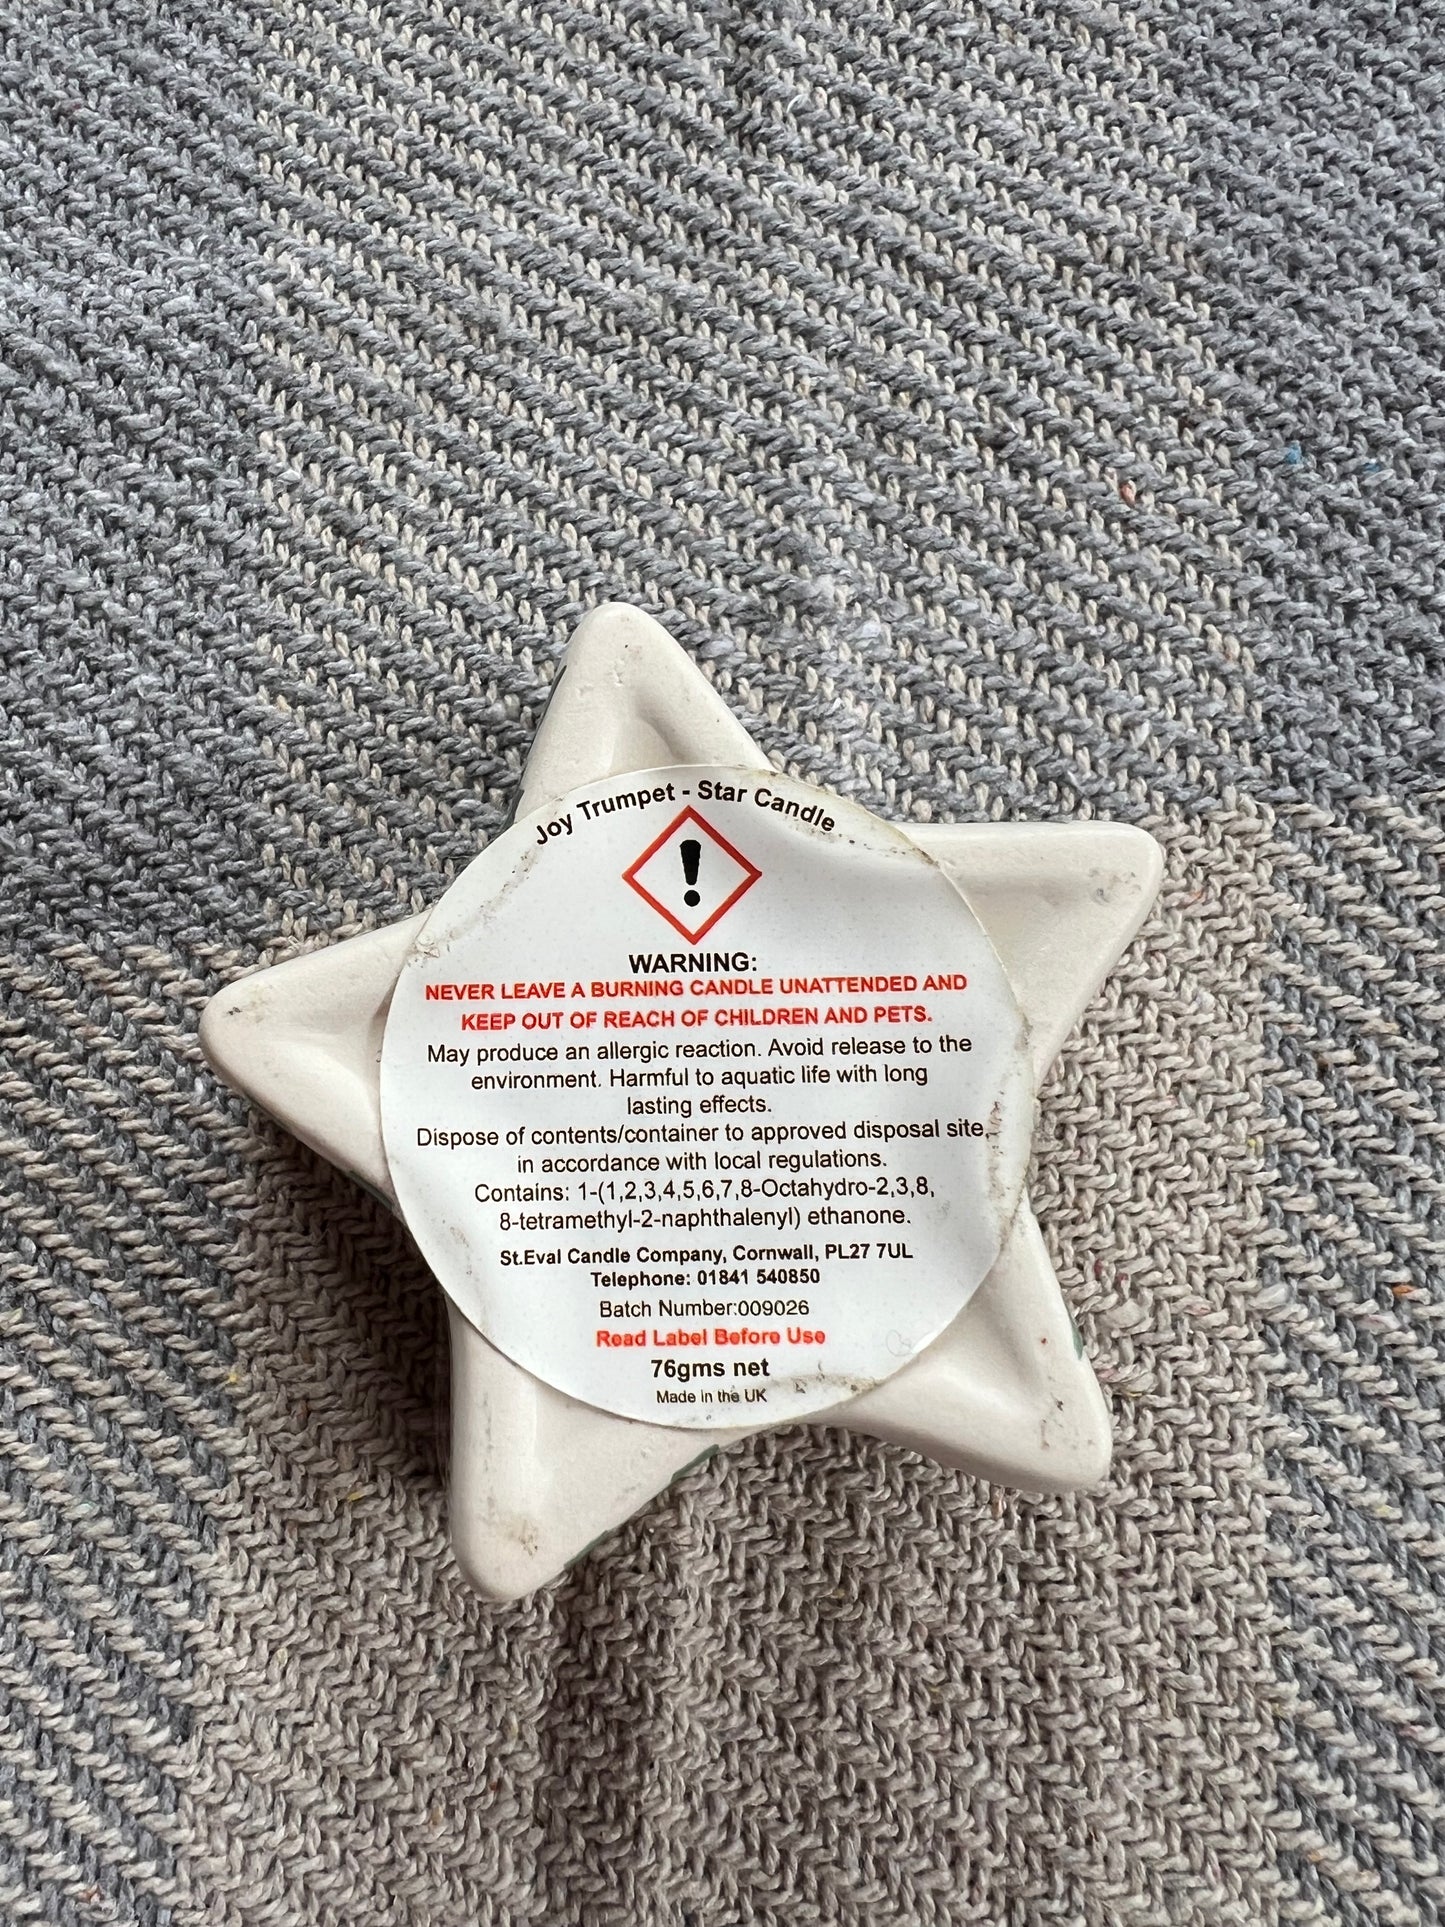 Joy Trumpet - Star Candle
WARNING:
NEVER LEAVE A BURNING CANDLE UNATTENDED AND
KEEP OUT OF REACH OF CHILDREN AND PETS.
May produce an allergic reaction. Avoid release to the
environment. Harmful to aquatic life with long
lasting effects.
Dispose of contents/container to approved disposal site,
in accordance with local regulations.
Contains: 1-(1,2,3,4,5,6,7,8-Octahydro-2,3,8,
8-tetramethyl-2-naphthalenyl) ethanone.
St.Eval Candle Company, Cornwall, PL27 7UL
Telephone: 01841 540850
Batch Number:009026
Read Label Before Use
76gms net
Made in the UK